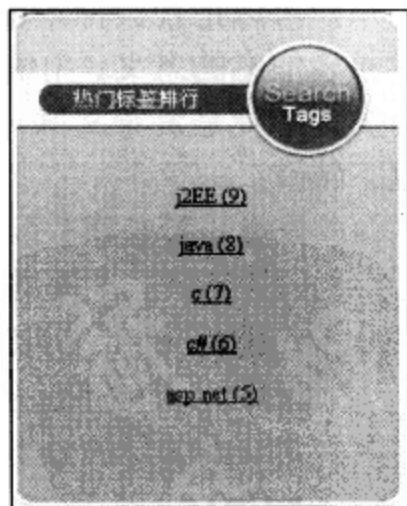 热门标签排行
Search
Tags
j2EE (9)
java (8)
c (7)
c# (6)
asp.net (5)